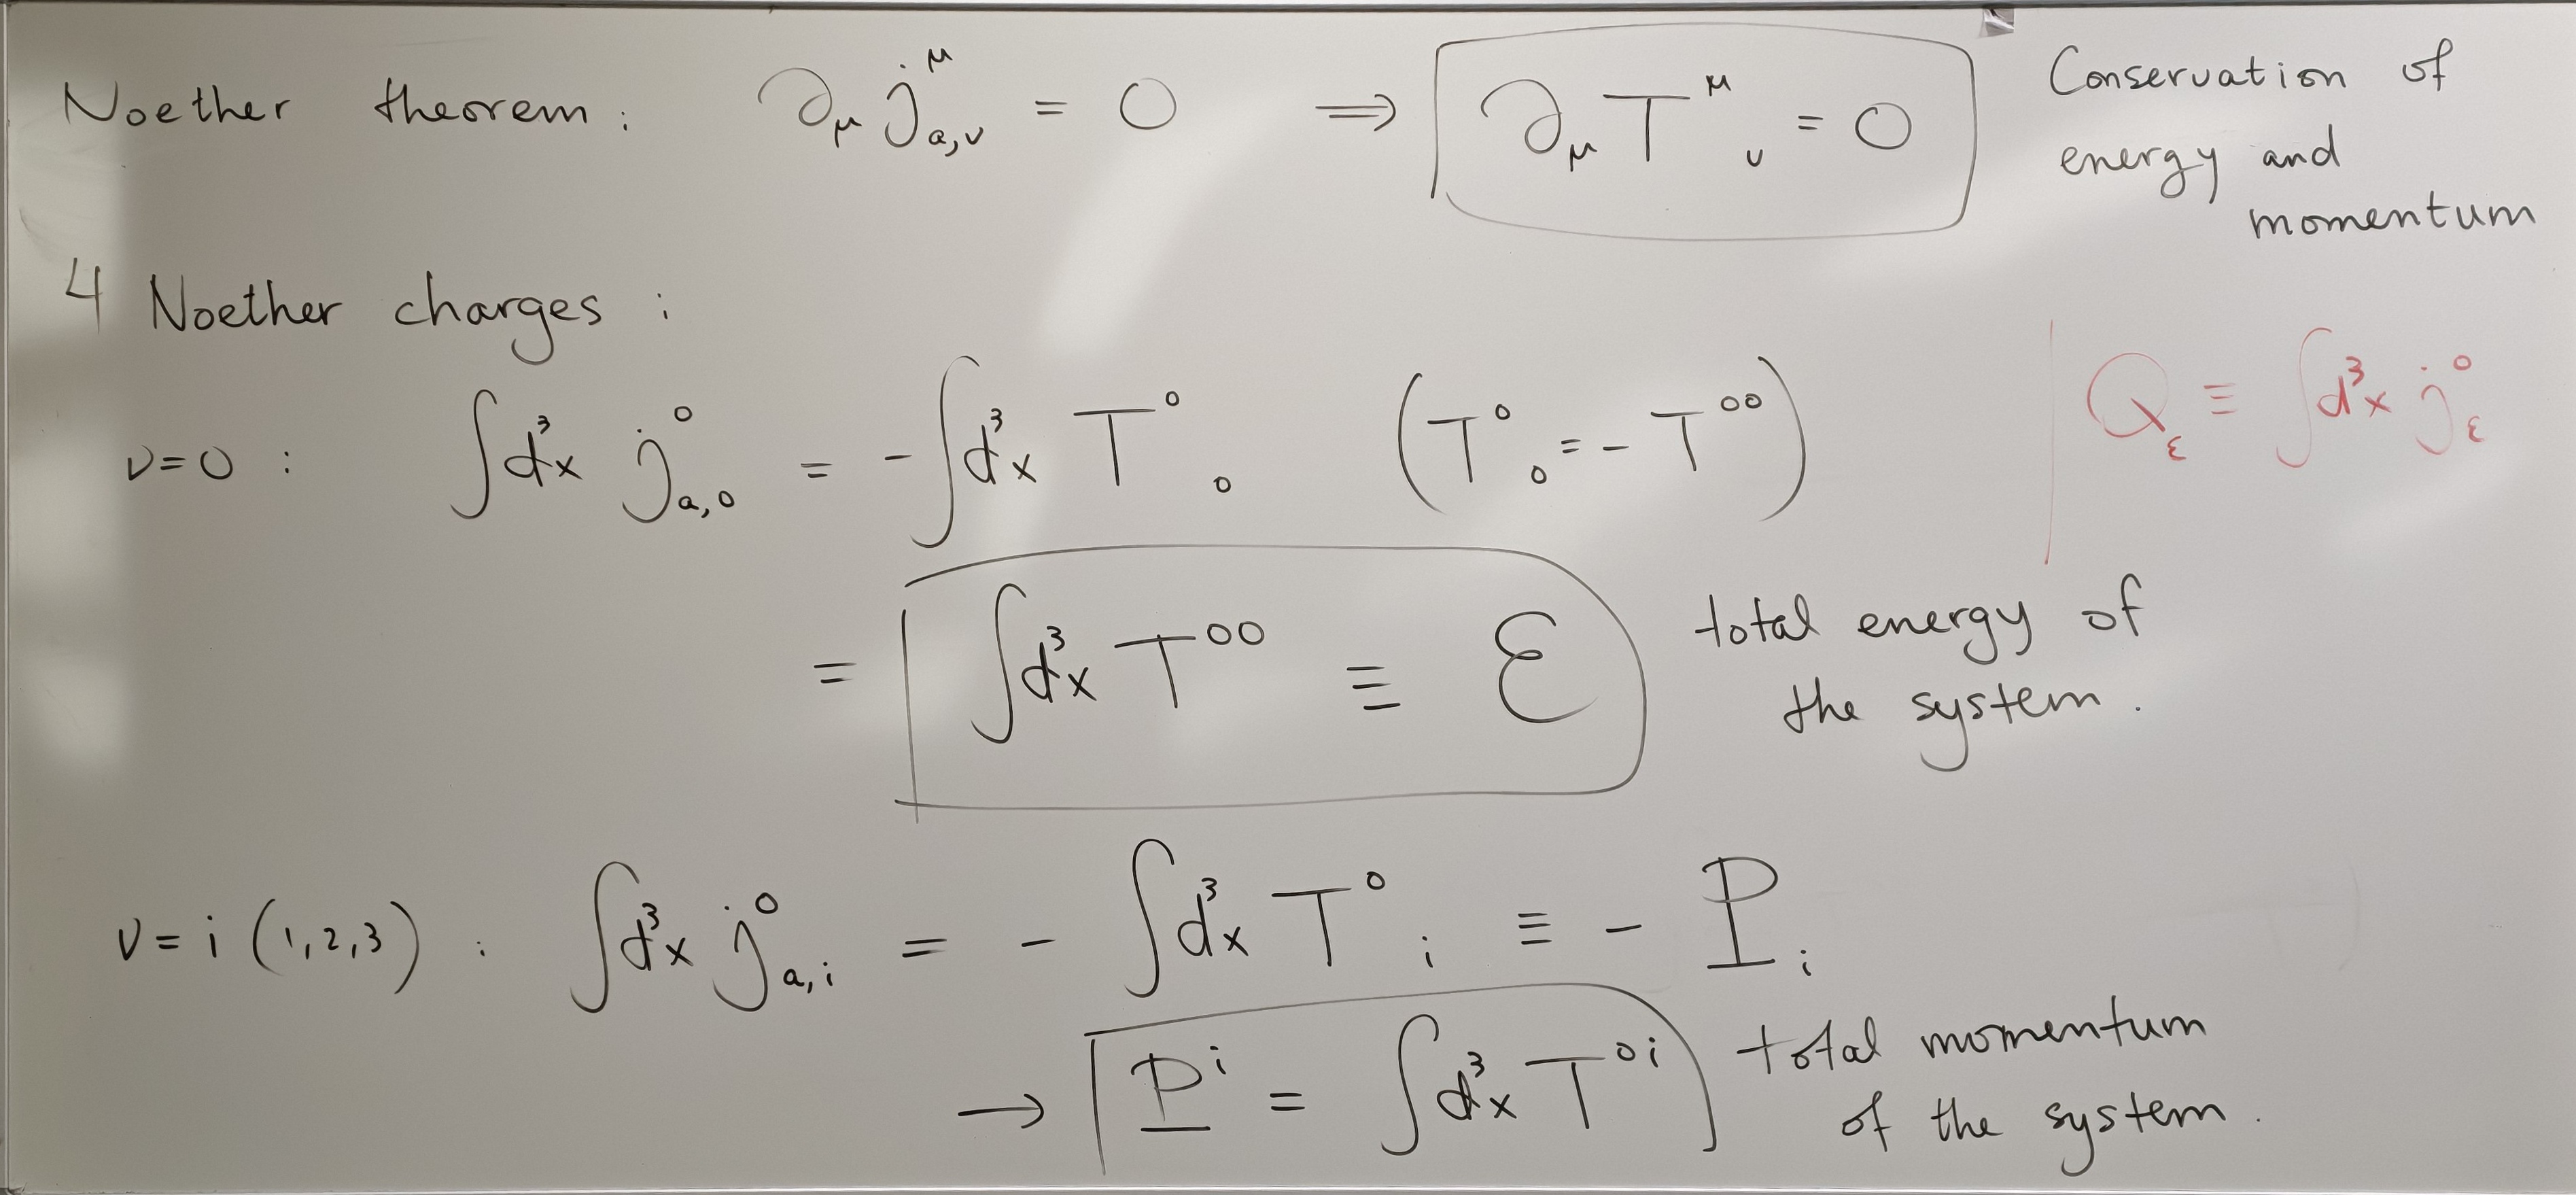 Noether theorem : ∂_μ j^μ_{a,ν} = 0 ⟹ ∂_μ T^μ_ν = 0 Conservation of
energy and
momentum
4 Noether charges :
ν=0 : ∫d³x j^0_{a,0} = -∫d³x T^0_0 (T^0_0 = - T^{00})
Q_ε ≡ ∫d³x j^0_ε
= ∫d³x T^{00} ≡ ℰ total energy of
the system.
ν = i (1,2,3) : ∫d³x j^0_{a,i} = - ∫d³x T^0_i ≡ - P_i
→ P^i = ∫d³x T^{0i} total momentum
of the system.